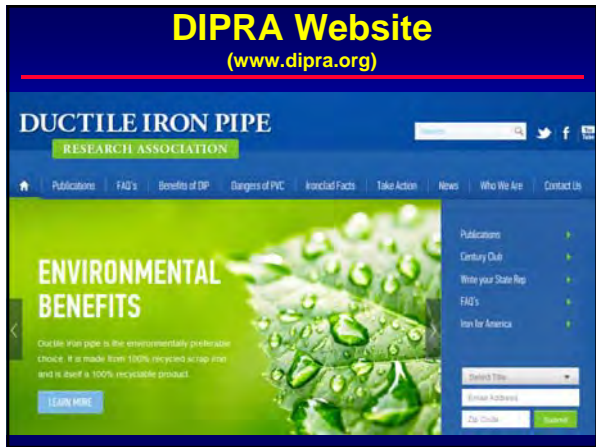 DIPRA Website
(www.dipra.org)
DUCTILE IRON PIPE
RESEARCH ASSOCIATION
Search
f You Tube
Publications FAQ's Benefits of DIP Dangers of PVC Ironclad Facts Take Action News Who We Are Contact Us
Publications
Century Club
Write your State Rep
FAQ's
Iron for America
ENVIRONMENTAL
BENEFITS
Ductile Iron pipe is the environmentally preferable
choice. It is made from 100% recycled scrap iron
and is itself a 100% recyclable product.
LEARN MORE
Select Title
Email Address
Zip Code Submit